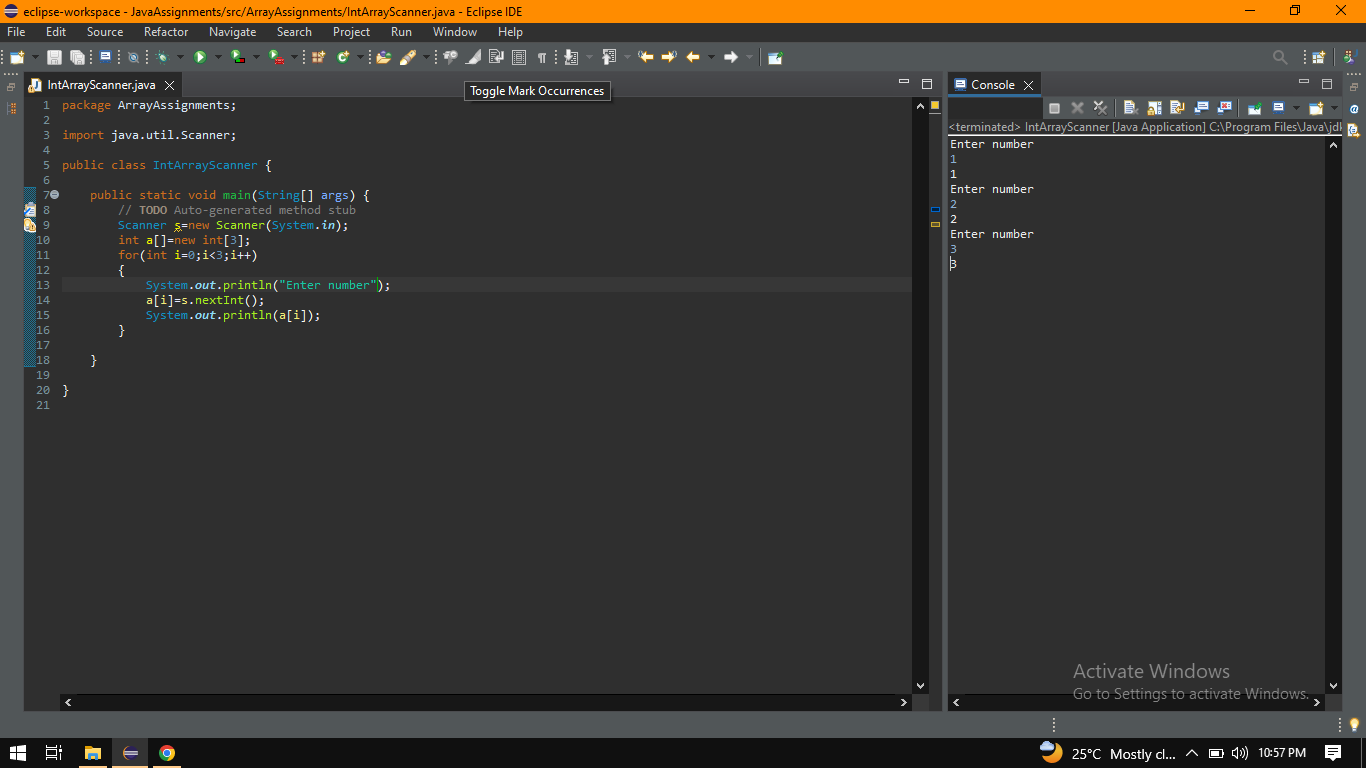 eclipse-workspace - JavaAssignments/src/ArrayAssignments/IntArrayScanner.java - Eclipse IDE
File Edit Source Refactor Navigate Search Project Run Window Help
IntArrayScanner.java
Toggle Mark Occurrences
1 package ArrayAssignments;
2
3 import java.util.Scanner;
4
5 public class IntArrayScanner {
6
7 public static void main(String[] args) {
8 // TODO Auto-generated method stub
9 Scanner s=new Scanner(System.in);
10 int a[]=new int[3];
11 for(int i=0;i<3;i++)
12 {
13 System.out.println("Enter number");
14 a[i]=s.nextInt();
15 System.out.println(a[i]);
16 }
17
18 }
19
20 }
21
Console
<terminated> IntArrayScanner [Java Application] C:\Program Files\Java\jdk
Enter number
1
1
Enter number
2
2
Enter number
3
3
Activate Windows
Go to Settings to activate Windows.
25°C Mostly cl... 10:57 PM